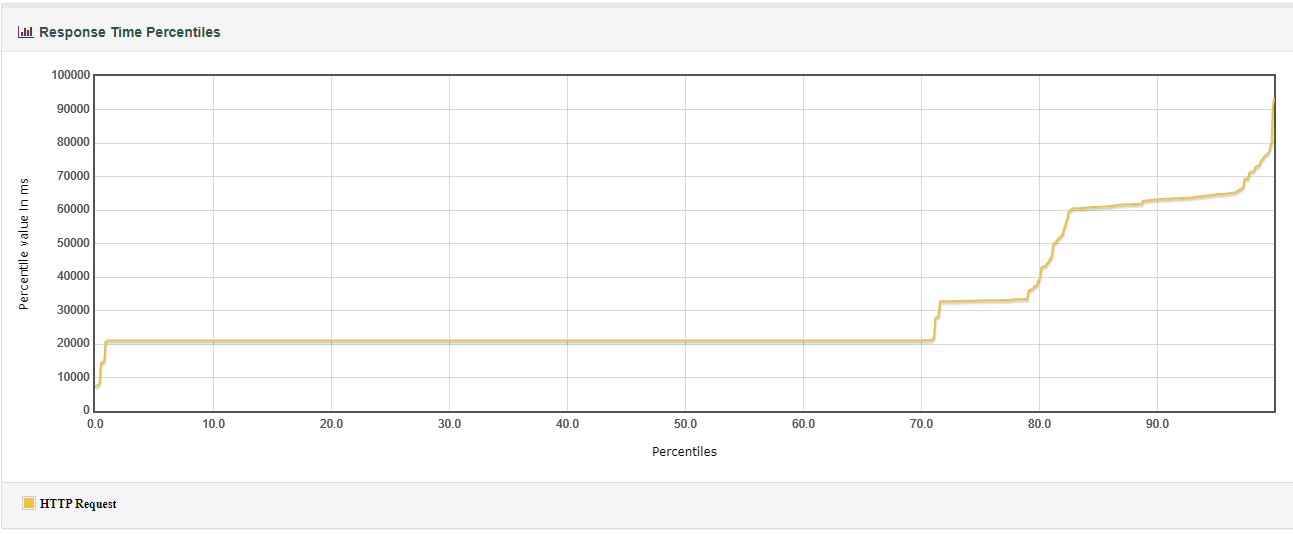 Response Time Percentiles
100000
90000
80000
70000
60000
50000
40000
30000
20000
10000
0
Percentile value in ms
0.0 10.0 20.0 30.0 40.0 50.0 60.0 70.0 80.0 90.0
Percentiles
HTTP Request